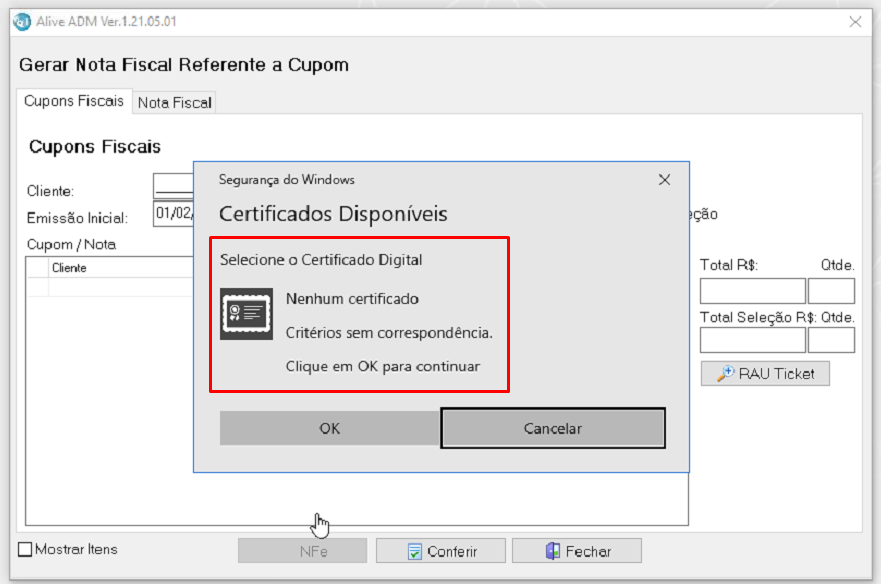 Alive ADM Ver.1.21.05.01
Gerar Nota Fiscal Referente a Cupom
Cupons Fiscais
Nota Fiscal
Cupons Fiscais
Cliente:
Emissão Inicial:
01/02/
Cupom / Nota
Cliente
Segurança do Windows
Certificados Disponíveis
Selecione o Certificado Digital
Nenhum certificado
Critérios sem correspondência.
Clique em OK para continuar
OK
Cancelar
ção
Total R$:
Qtde.
Total Seleção R$: Qtde.
RAU Ticket
Mostrar Itens
NFe
Conferir
Fechar